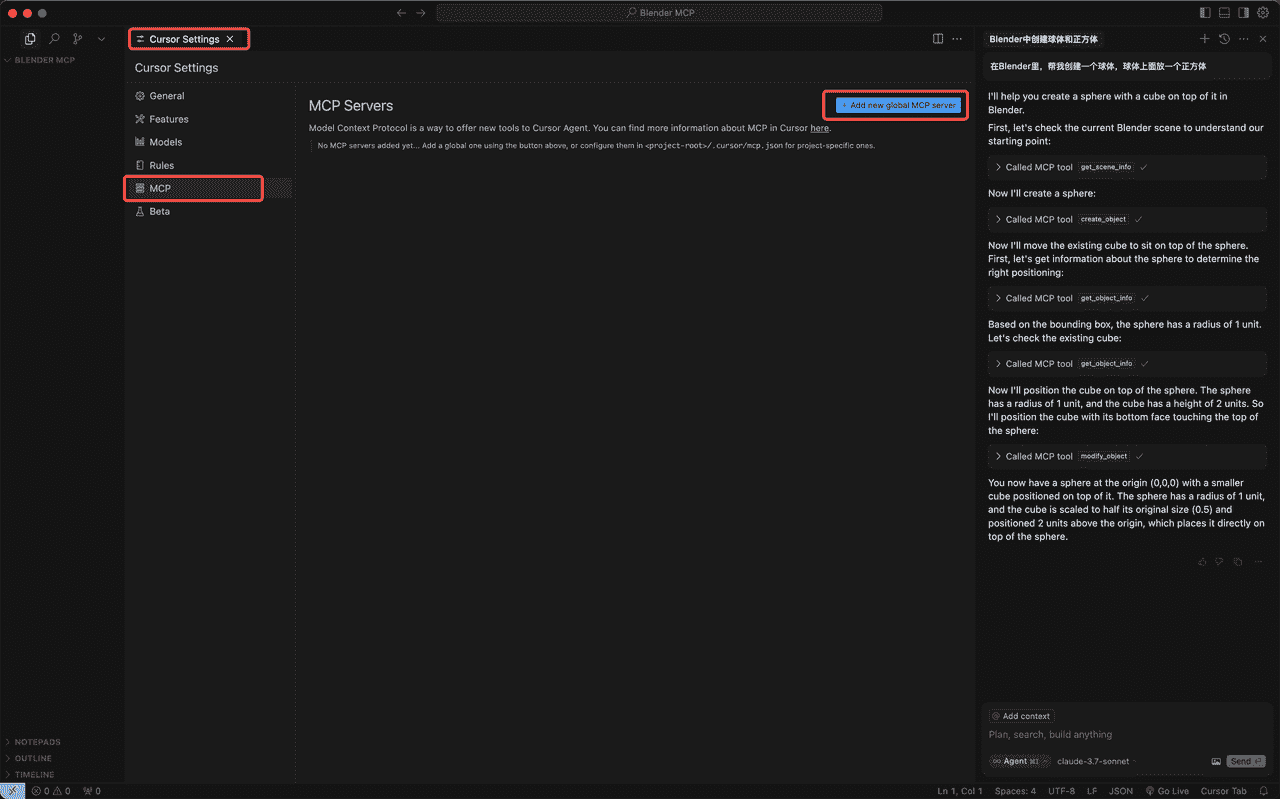 Blender MCP
BLENDER MCP
Cursor Settings
Cursor Settings
General
Features
Models
Rules
MCP
Beta
MCP Servers
+ Add new global MCP server
Model Context Protocol is a way to offer new tools to Cursor Agent. You can find more information about MCP in Cursor here.
No MCP servers added yet... Add a global one using the button above, or configure them in <project-root>/.cursor/mcp.json for project-specific ones.
Blender中创建球体和正方体
在Blender里，帮我创建一个球体，球体上面放一个正方体
I'll help you create a sphere with a cube on top of it in
Blender.
First, let's check the current Blender scene to understand our
starting point:
Called MCP tool get_scene_info
Now I'll create a sphere:
Called MCP tool create_object
Now I'll move the existing cube to sit on top of the sphere.
First, let's get information about the sphere to determine the
right positioning:
Called MCP tool get_object_info
Based on the bounding box, the sphere has a radius of 1 unit.
Let's check the existing cube:
Called MCP tool get_object_info
Now I'll position the cube on top of the sphere. The sphere
has a radius of 1 unit, and the cube has a height of 2 units. So
I'll position the cube with its bottom face touching the top of
the sphere:
Called MCP tool modify_object
You now have a sphere at the origin (0,0,0) with a smaller
cube positioned on top of it. The sphere has a radius of 1 unit,
and the cube is scaled to half its original size (0.5) and
positioned 2 units above the origin, which places it directly on
top of the sphere.
Add context
Plan, search, build anything
Agent ⌘I claude-3.7-sonnet Send
NOTEPADS
OUTLINE
TIMELINE
0 0 0
Ln 1, Col 1 Spaces: 4 UTF-8 LF JSON Go Live Cursor Tab